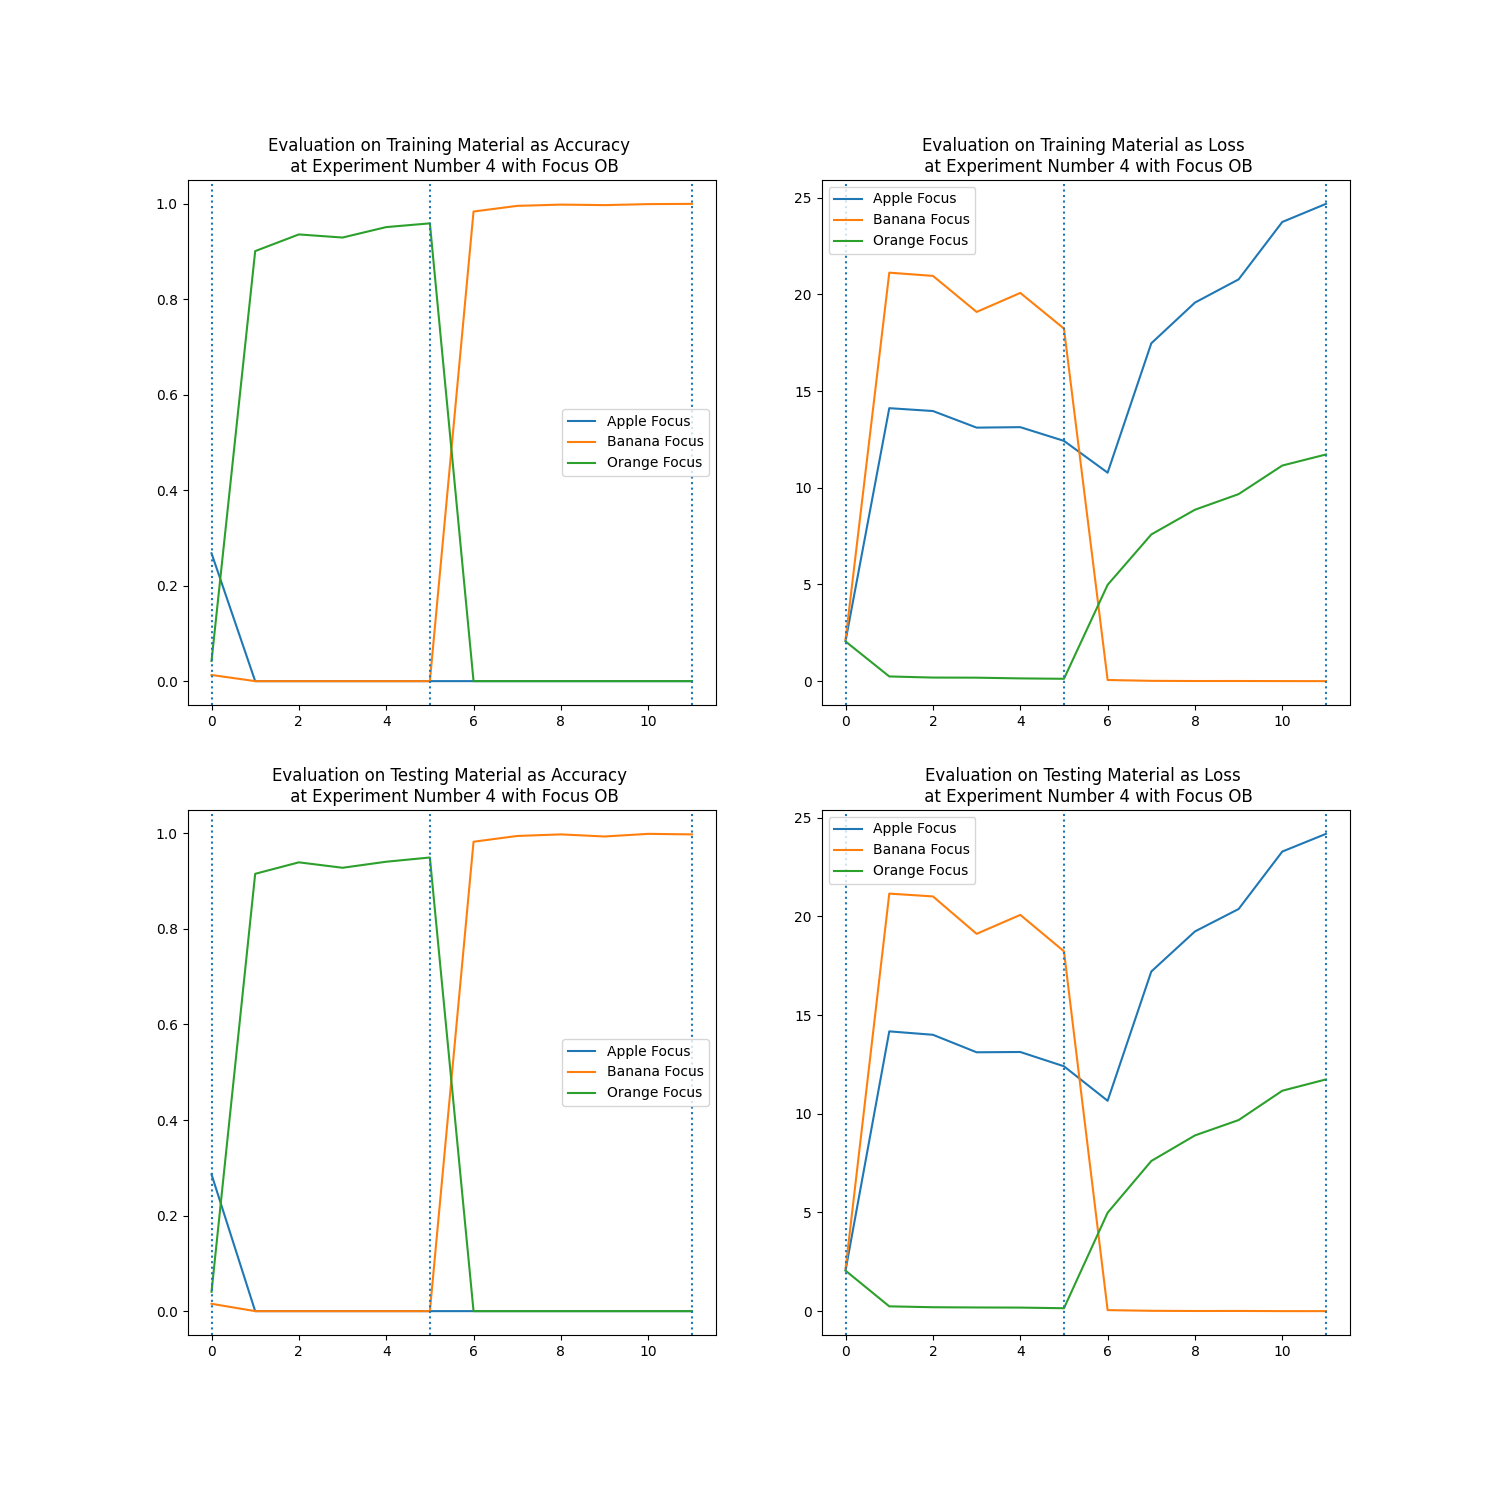 Evaluation on Training Material as Accuracy
at Experiment Number 4 with Focus OB
1.0
0.8
0.6
0.4
0.2
0.0
Apple Focus
Banana Focus
Orange Focus
0 2 4 6 8 10
Evaluation on Training Material as Loss
at Experiment Number 4 with Focus OB
Apple Focus
Banana Focus
Orange Focus
25
20
15
10
5
0
0 2 4 6 8 10
Evaluation on Testing Material as Accuracy
at Experiment Number 4 with Focus OB
1.0
0.8
0.6
0.4
0.2
0.0
Apple Focus
Banana Focus
Orange Focus
0 2 4 6 8 10
Evaluation on Testing Material as Loss
at Experiment Number 4 with Focus OB
Apple Focus
Banana Focus
Orange Focus
25
20
15
10
5
0
0 2 4 6 8 10